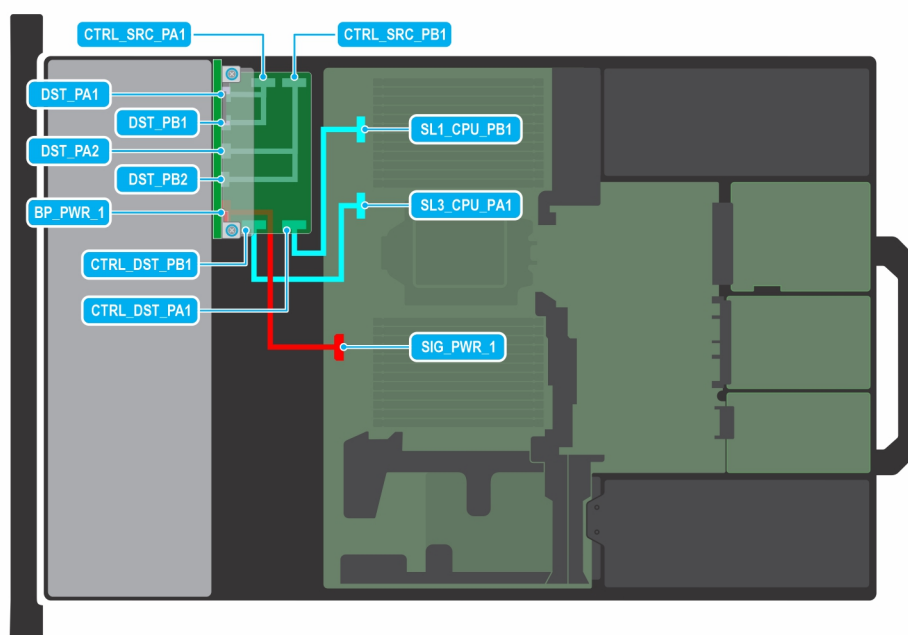 CTRL_SRC_PA1
CTRL_SRC_PB1
DST_PA1
DST_PB1
SL1_CPU_PB1
DST_PA2
DST_PB2
BP_PWR_1
SL3_CPU_PA1
CTRL_DST_PB1
CTRL_DST_PA1
SIG_PWR_1